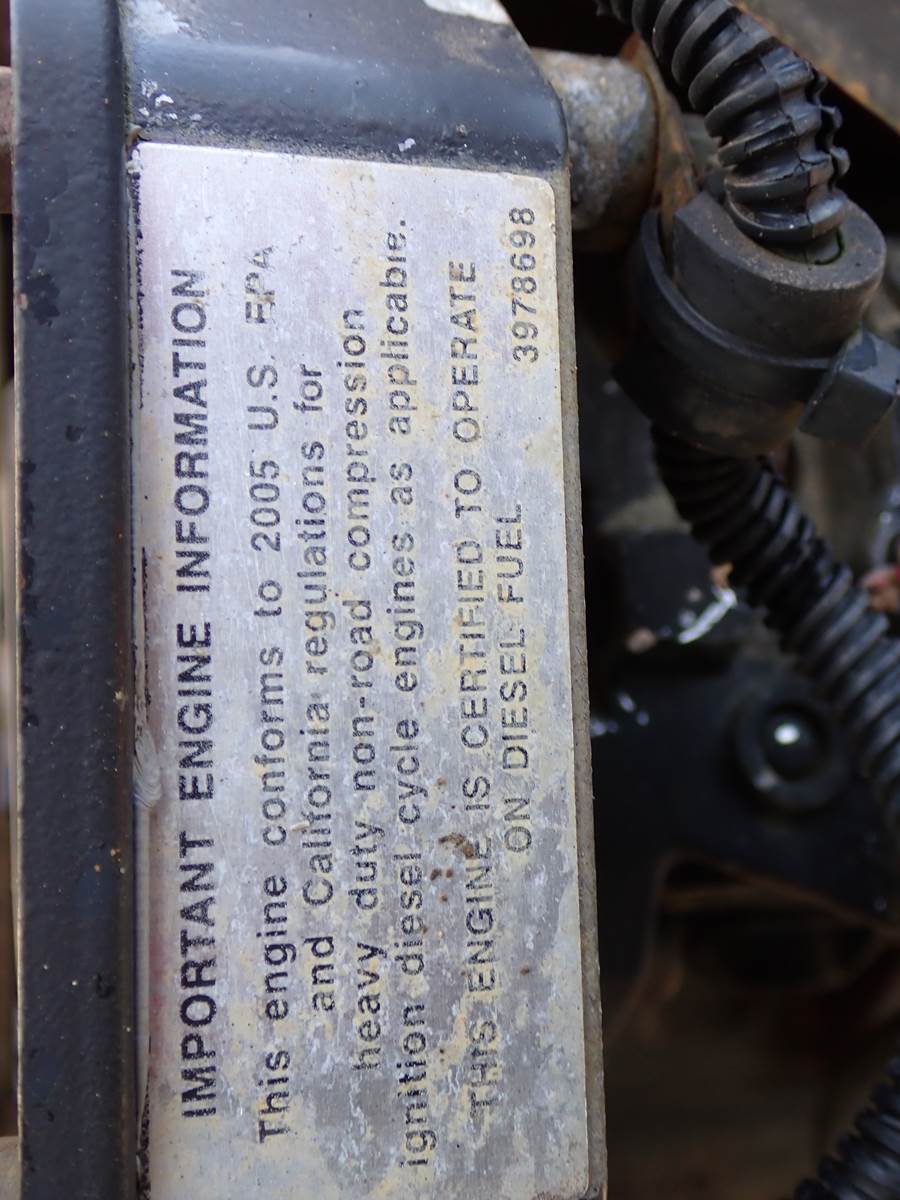 IMPORTANT ENGINE INFORMATION
This engine conforms to 2005 U.S. EPA
and California regulations for
heavy duty non-road compression
ignition diesel cycle engines as applicable.
THIS ENGINE IS CERTIFIED TO OPERATE
ON DIESEL FUEL 3978698